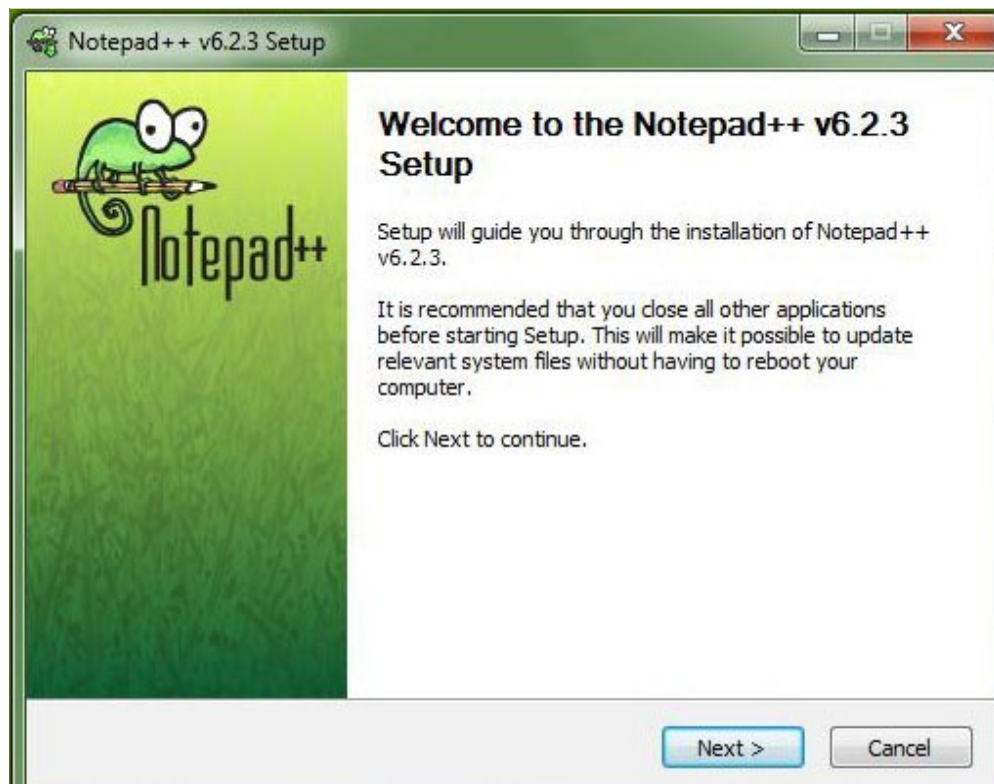 Notepad++ v6.2.3 Setup
Notepad++
Welcome to the Notepad++ v6.2.3
Setup
Setup will guide you through the installation of Notepad++
v6.2.3.
It is recommended that you close all other applications
before starting Setup. This will make it possible to update
relevant system files without having to reboot your
computer.
Click Next to continue.
Next >
Cancel